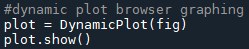 #dynamic plot browser graphing
plot = DynamicPlot(fig)
plot.show()